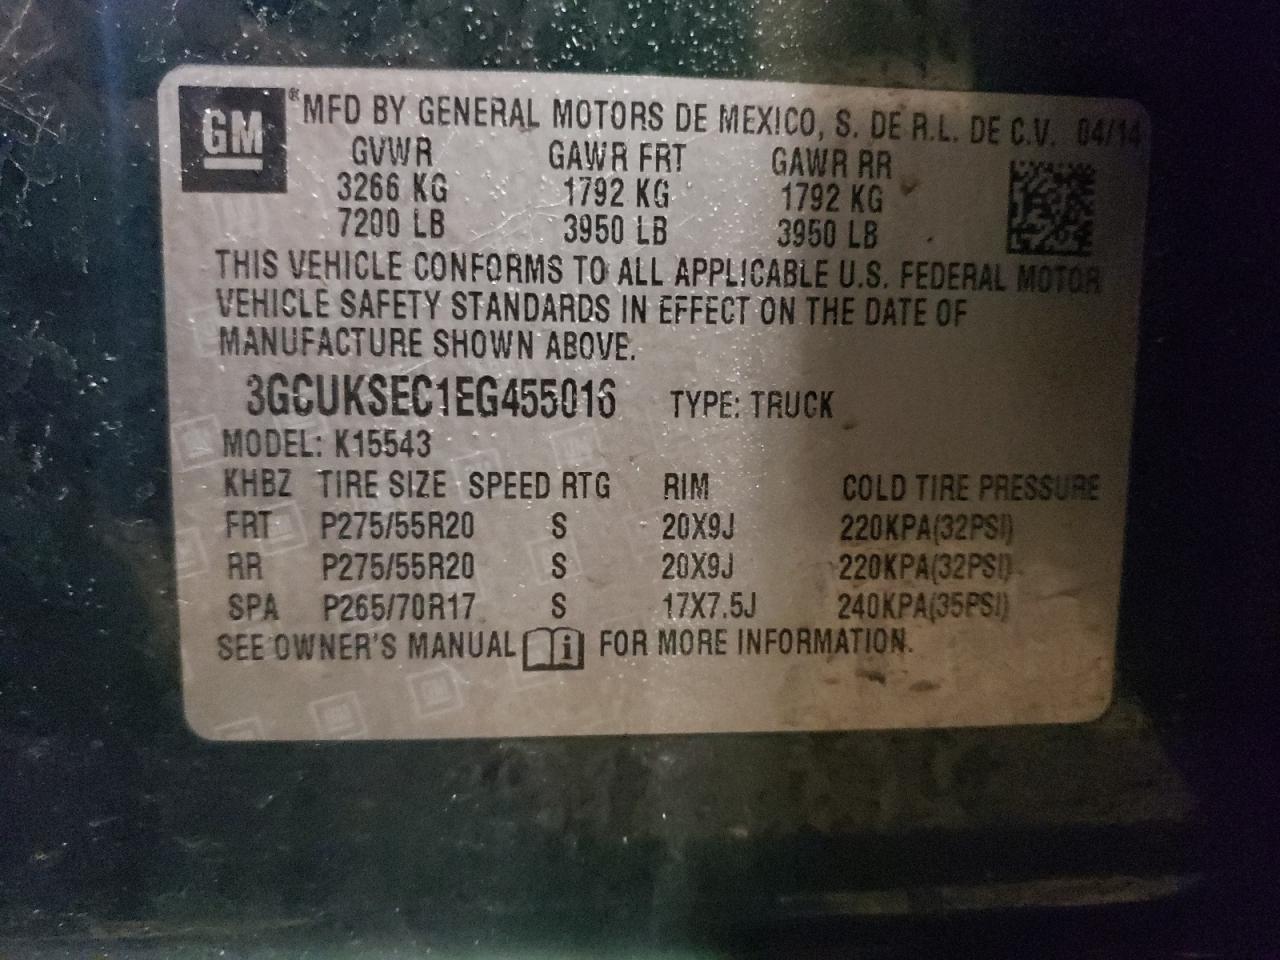 GM ® MFD BY GENERAL MOTORS DE MEXICO, S. DE R.L. DE C.V. 04/14
GVWR GAWR FRT GAWR RR
3266 KG 1792 KG 1792 KG
7200 LB 3950 LB 3950 LB
THIS VEHICLE CONFORMS TO ALL APPLICABLE U.S. FEDERAL MOTOR
VEHICLE SAFETY STANDARDS IN EFFECT ON THE DATE OF
MANUFACTURE SHOWN ABOVE.
3GCUKSEC1EG455016 TYPE: TRUCK
MODEL: K15543
KHBZ TIRE SIZE SPEED RTG RIM COLD TIRE PRESSURE
FRT P275/55R20 S 20X9J 220KPA(32PSI)
RR P275/55R20 S 20X9J 220KPA(32PSI)
SPA P265/70R17 S 17X7.5J 240KPA(35PSI)
SEE OWNER'S MANUAL i FOR MORE INFORMATION.